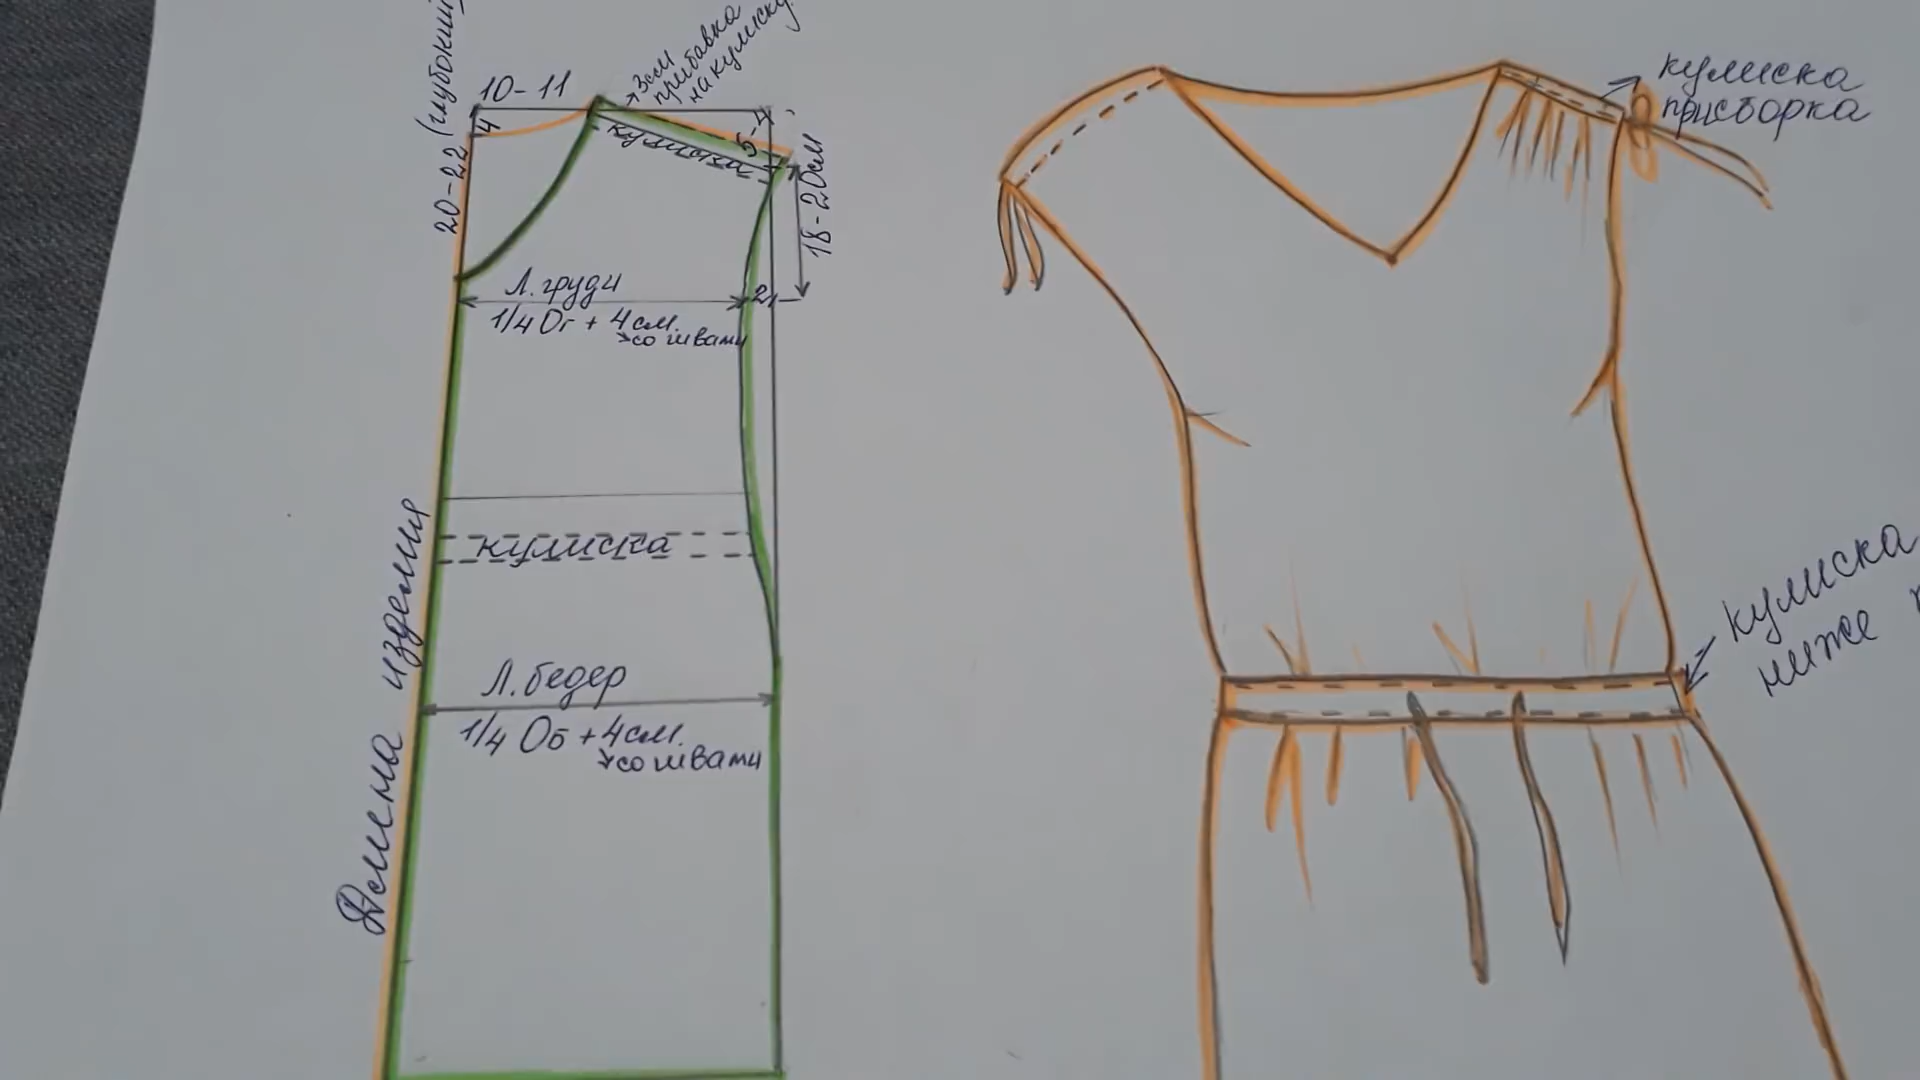 20-22 (глубокий)
10-11
4
→ 3см
прибавка
на кулиску
кулиска
5-4
18-20см
Л. груди
2
1/4 Ог + 4см.
→ со швами
кулиска
Длина изделия
Л. бедер
1/4 Об + 4см.
→ со швами
кулиска
присборка
кулиска
ниже